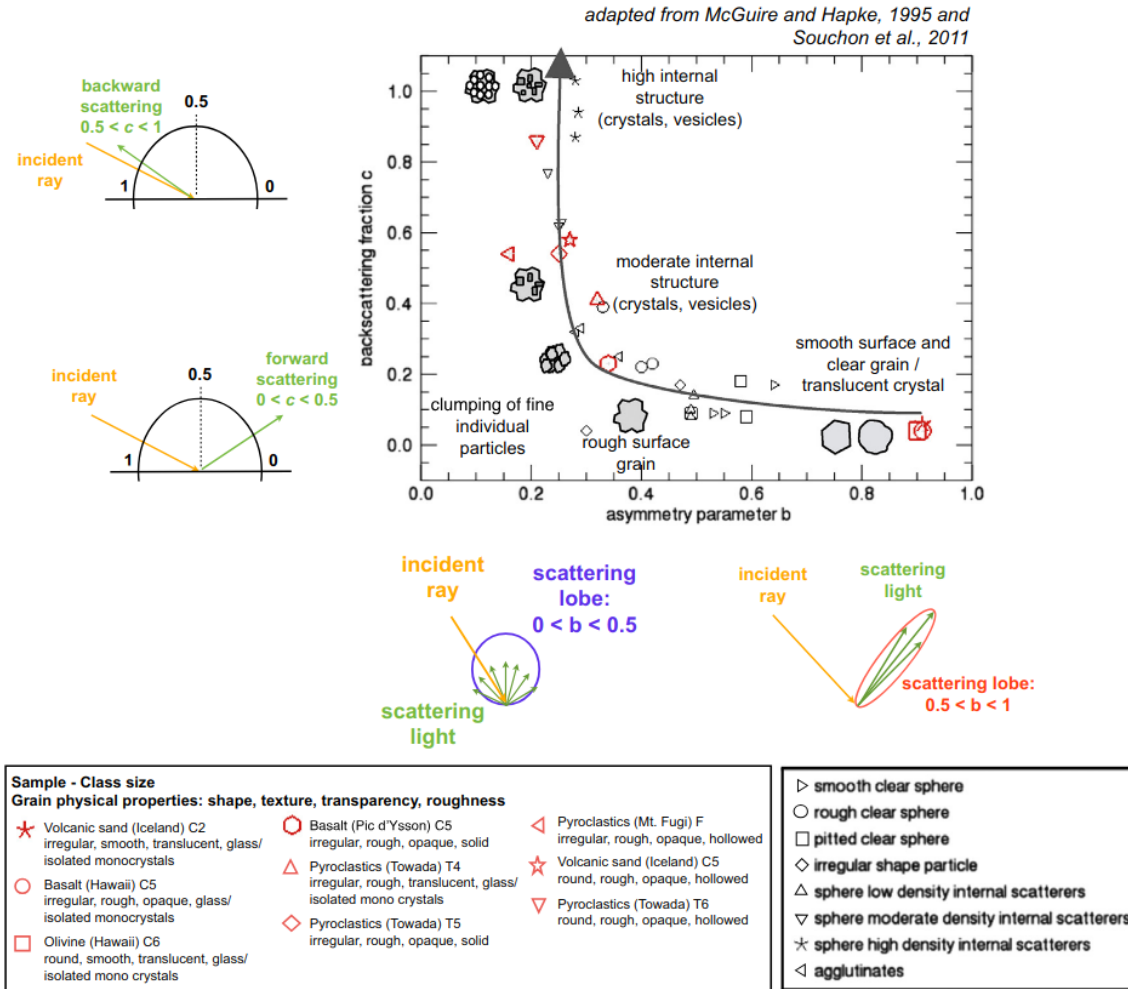 adapted from McGuire and Hapke, 1995 and
Souchon et al., 2011
backward
scattering
0.5 < c < 1
0.5
incident
ray
1
0
incident
ray
0.5
forward
scattering
0 < c < 0.5
1
0
backscattering fraction c
1.0
0.8
0.6
0.4
0.2
0.0
high internal
structure
(crystals, vesicles)
moderate internal
structure
(crystals, vesicles)
smooth surface and
clear grain /
translucent crystal
clumping of fine
individual
particles
rough surface
grain
0.0
0.2
0.4
0.6
0.8
1.0
asymmetry parameter b
incident
ray
scattering
lobe:
0 < b < 0.5
scattering
light
incident
ray
scattering
light
scattering lobe:
0.5 < b < 1
Sample - Class size
Grain physical properties: shape, texture, transparency, roughness
Volcanic sand (Iceland) C2
irregular, smooth, translucent, glass/
isolated monocrystals
Basalt (Hawaii) C5
irregular, rough, opaque, glass/
isolated monocrystals
Olivine (Hawaii) C6
round, smooth, translucent, glass/
isolated mono crystals
Basalt (Pic d'Ysson) C5
irregular, rough, opaque, solid
Pyroclastics (Towada) T4
irregular, rough, translucent, glass/
isolated mono crystals
Pyroclastics (Towada) T5
irregular, rough, opaque, solid
Pyroclastics (Mt. Fugi) F
irregular, rough, opaque, hollowed
Volcanic sand (Iceland) C5
round, rough, opaque, hollowed
Pyroclastics (Towada) T6
round, rough, opaque, hollowed
smooth clear sphere
rough clear sphere
pitted clear sphere
irregular shape particle
sphere low density internal scatterers
sphere moderate density internal scatterers
sphere high density internal scatterers
agglutinates